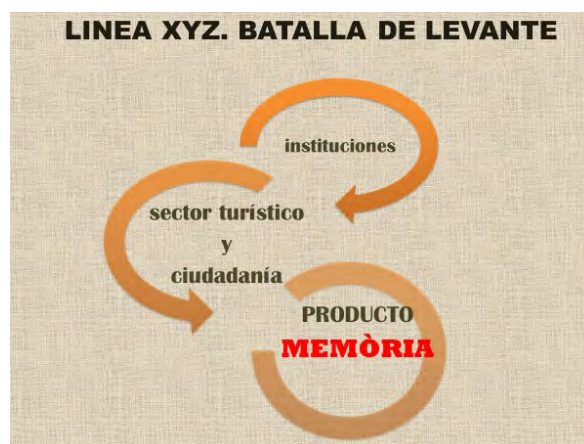 LINEA XYZ. BATALLA DE LEVANTE
instituciones
sector turístico
y
ciudadanía
PRODUCTO
MEMÒRIA